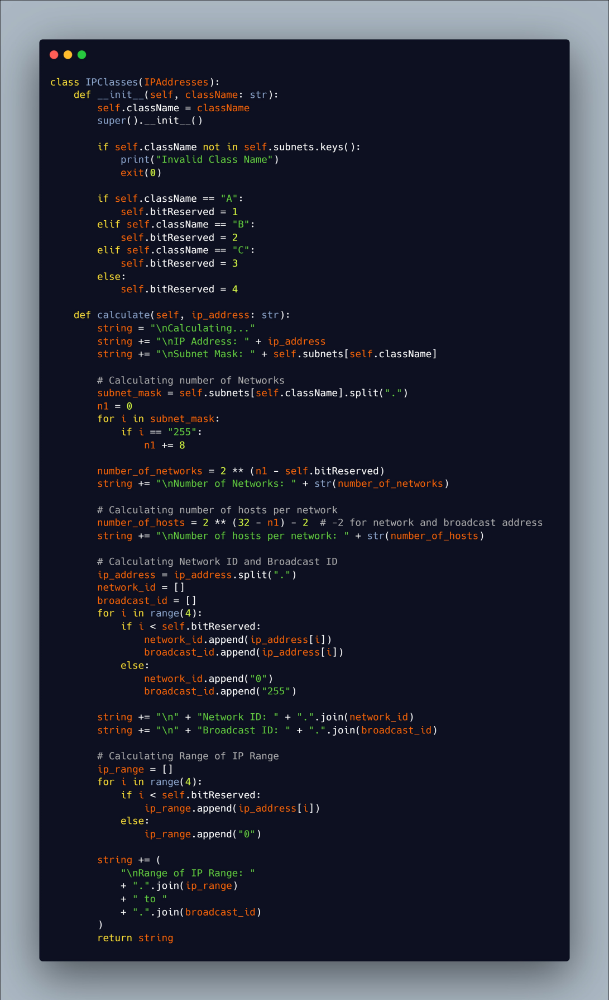 class IPClasses(IPAddresses):
    def __init__(self, className: str):
        self.className = className
        super().__init__()

        if self.className not in self.subnets.keys():
            print("Invalid Class Name")
            exit(0)

        if self.className == "A":
            self.bitReserved = 1
        elif self.className == "B":
            self.bitReserved = 2
        elif self.className == "C":
            self.bitReserved = 3
        else:
            self.bitReserved = 4

    def calculate(self, ip_address: str):
        string = "\nCalculating..."
        string += "\nIP Address: " + ip_address
        string += "\nSubnet Mask: " + self.subnets[self.className]

        # Calculating number of Networks
        subnet_mask = self.subnets[self.className].split(".")
        n1 = 0
        for i in subnet_mask:
            if i == "255":
                n1 += 8

        number_of_networks = 2 ** (n1 - self.bitReserved)
        string += "\nNumber of Networks: " + str(number_of_networks)

        # Calculating number of hosts per network
        number_of_hosts = 2 ** (32 - n1) - 2  # -2 for network and broadcast address
        string += "\nNumber of hosts per network: " + str(number_of_hosts)

        # Calculating Network ID and Broadcast ID
        ip_address = ip_address.split(".")
        network_id = []
        broadcast_id = []
        for i in range(4):
            if i < self.bitReserved:
                network_id.append(ip_address[i])
                broadcast_id.append(ip_address[i])
            else:
                network_id.append("0")
                broadcast_id.append("255")

        string += "\n" + "Network ID: " + ".".join(network_id)
        string += "\n" + "Broadcast ID: " + ".".join(broadcast_id)

        # Calculating Range of IP Range
        ip_range = []
        for i in range(4):
            if i < self.bitReserved:
                ip_range.append(ip_address[i])
            else:
                ip_range.append("0")

        string += (
            "\nRange of IP Range: "
            + ".".join(ip_range)
            + " to "
            + ".".join(broadcast_id)
        )
        return string